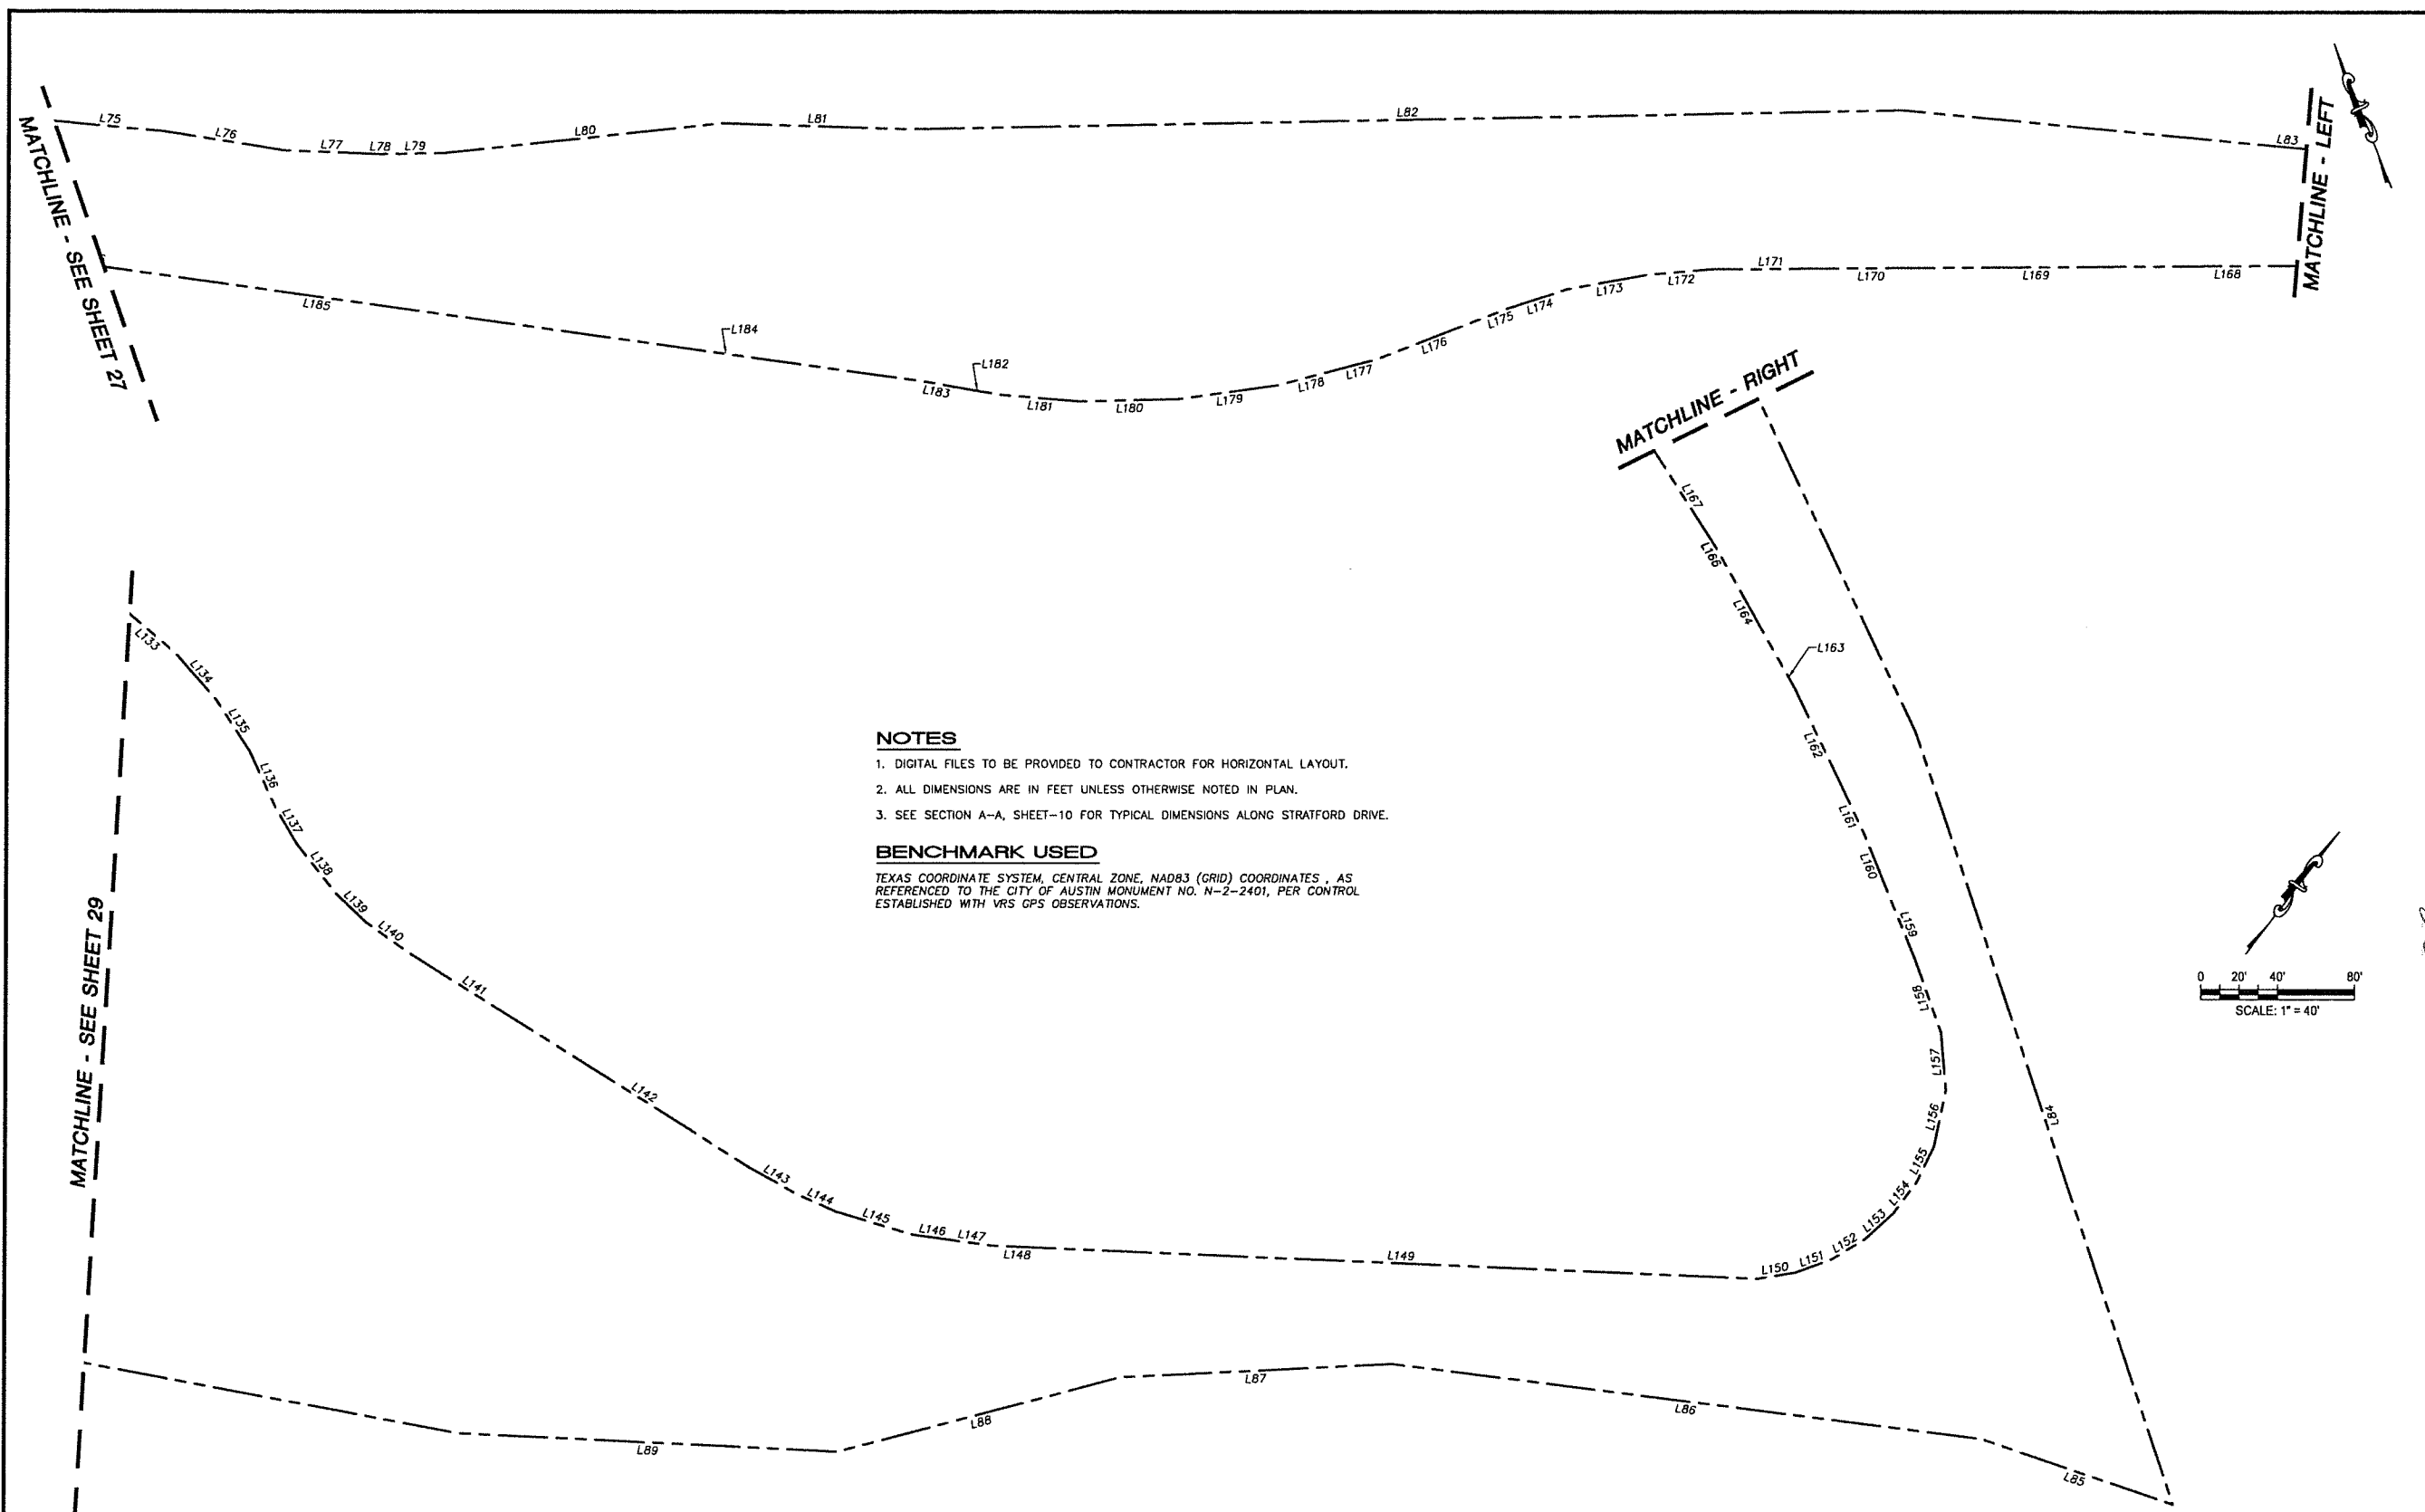 L75
L76
L77
L78
L79
L80
L81
L82
L83
MATCHLINE - LEFT
MATCHLINE - SEE SHEET 27
L185
L184
L183
L182
L181
L180
L179
L178
L177
L176
L175
L174
L173
L172
L171
L170
L169
L168
MATCHLINE - RIGHT
L167
L166
L164
L163
L162
L161
L160
L159
L158
L157
L156
L155
L154
L153
L152
L151
L150
L149
L148
L147
L146
L145
L144
L143
L142
L141
L140
L139
L138
L137
L136
L135
L134
L133
MATCHLINE - SEE SHEET 29
NOTES
1. DIGITAL FILES TO BE PROVIDED TO CONTRACTOR FOR HORIZONTAL LAYOUT.
2. ALL DIMENSIONS ARE IN FEET UNLESS OTHERWISE NOTED IN PLAN.
3. SEE SECTION A-A, SHEET-10 FOR TYPICAL DIMENSIONS ALONG STRATFORD DRIVE.
BENCHMARK USED
TEXAS COORDINATE SYSTEM, CENTRAL ZONE, NAD83 (GRID) COORDINATES , AS
REFERENCED TO THE CITY OF AUSTIN MONUMENT NO. N-2-2401, PER CONTROL
ESTABLISHED WITH VRS GPS OBSERVATIONS.
0 20' 40' 80'
SCALE: 1" = 40'
L84
L85
L86
L87
L88
L89